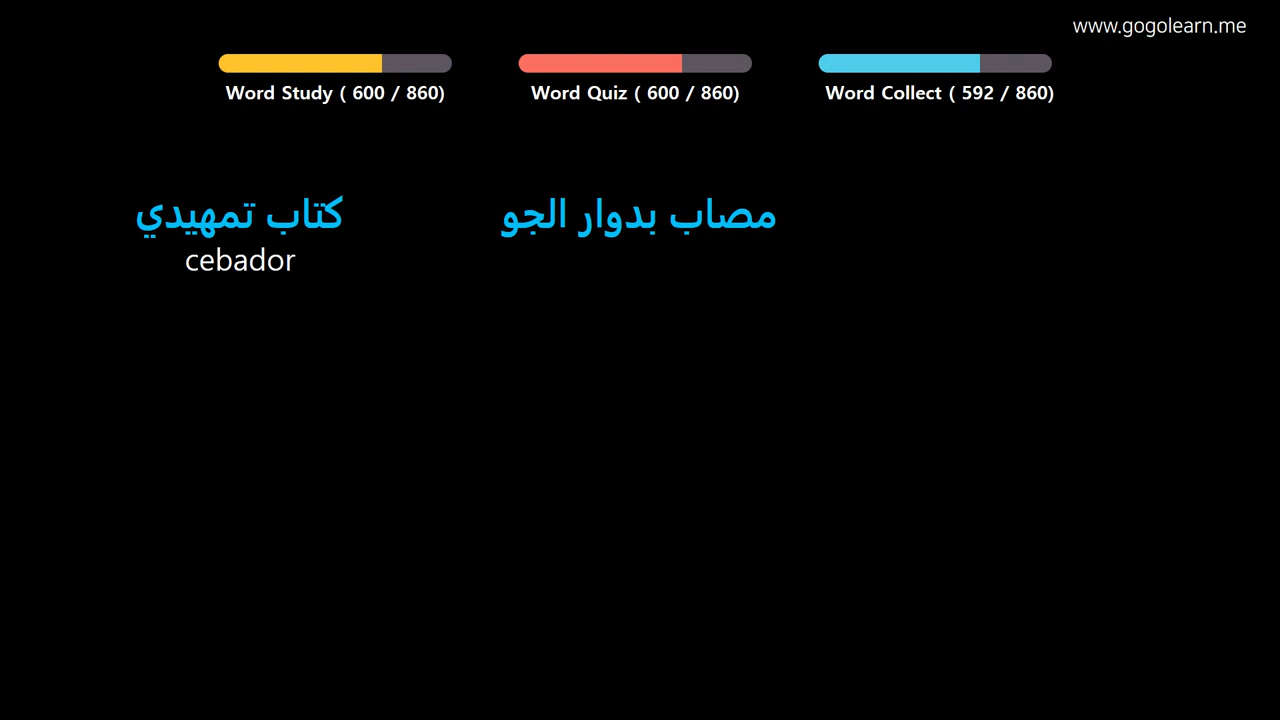 www.gogolearn.me
Word Study ( 600 / 860)
Word Quiz ( 600 / 860)
Word Collect ( 592 / 860)
كتاب تمهيدي
cebador
مصاب بدوار الجو